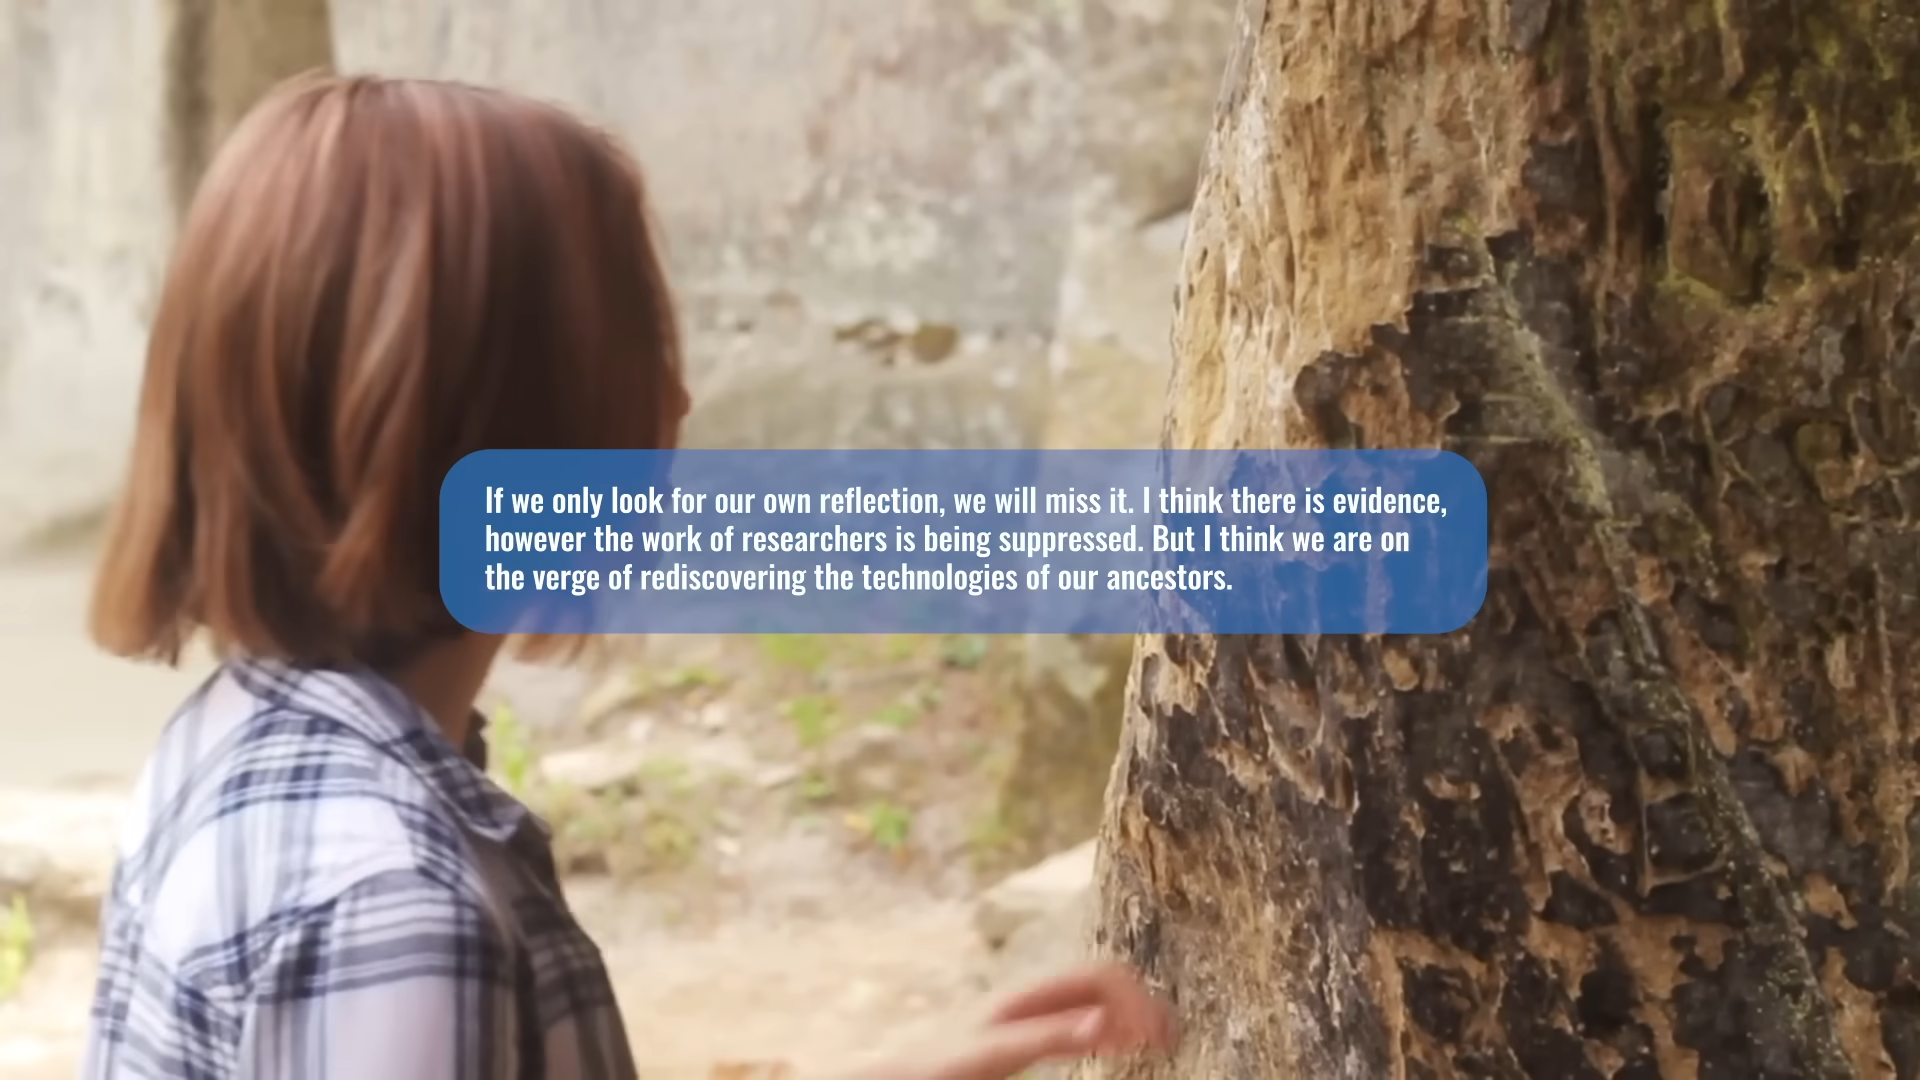 If we only look for our own reflection, we will miss it. I think there is evidence,
however the work of researchers is being suppressed. But I think we are on
the verge of rediscovering the technologies of our ancestors.